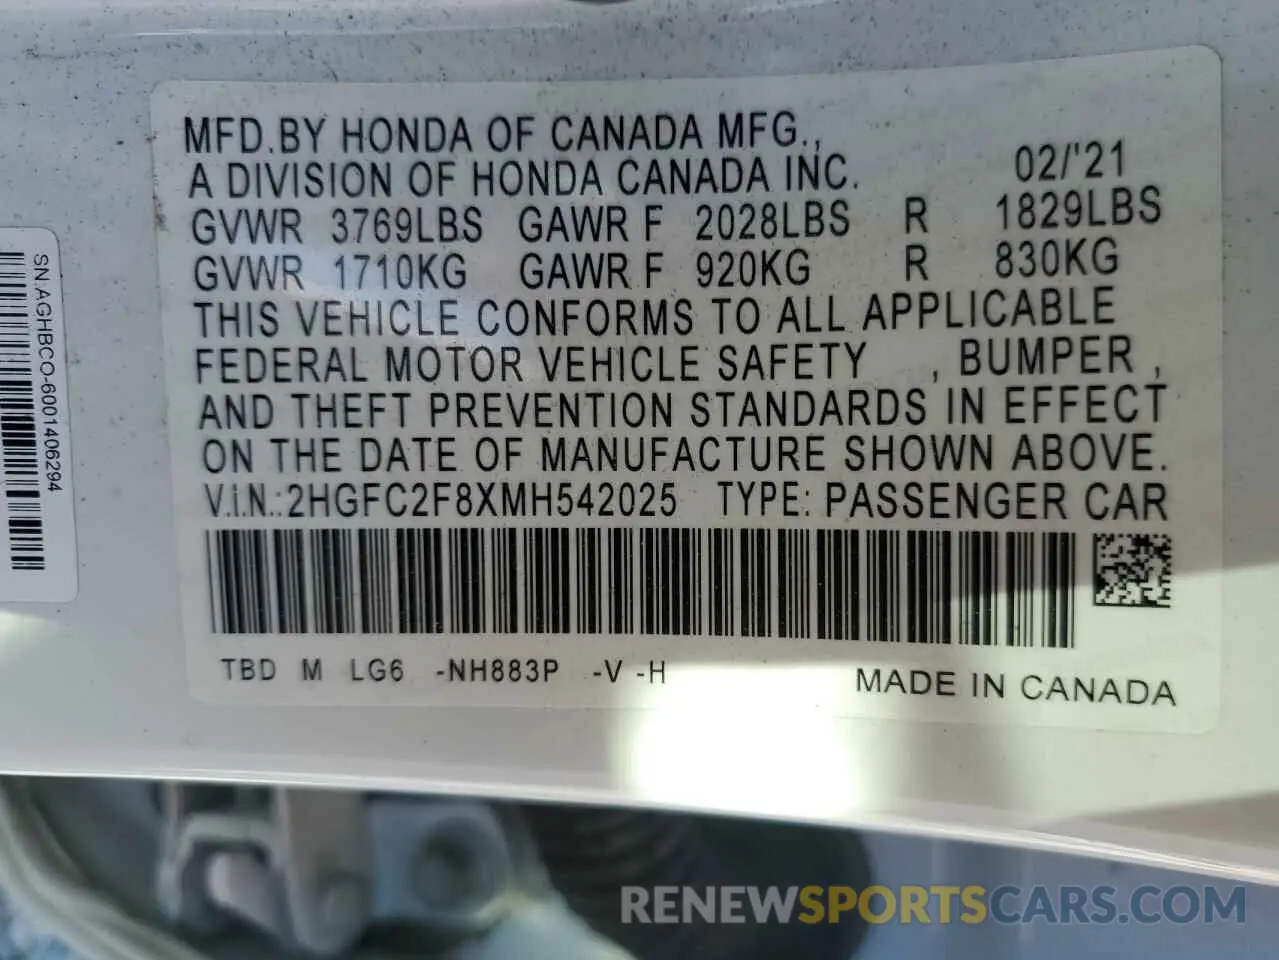 MFD.BY HONDA OF CANADA MFG.,
A DIVISION OF HONDA CANADA INC. 02/'21
GVWR 3769LBS GAWR F 2028LBS R 1829LBS
GVWR 1710KG GAWR F 920KG R 830KG
THIS VEHICLE CONFORMS TO ALL APPLICABLE
FEDERAL MOTOR VEHICLE SAFETY , BUMPER ,
AND THEFT PREVENTION STANDARDS IN EFFECT
ON THE DATE OF MANUFACTURE SHOWN ABOVE.
V.i.N.:2HGFC2F8XMH542025 TYPE: PASSENGER CAR
TBD M LG6 -NH883P -V -H
MADE IN CANADA
SN:AGHBCO-6001406294
RENEWSPORTSCARS.COM